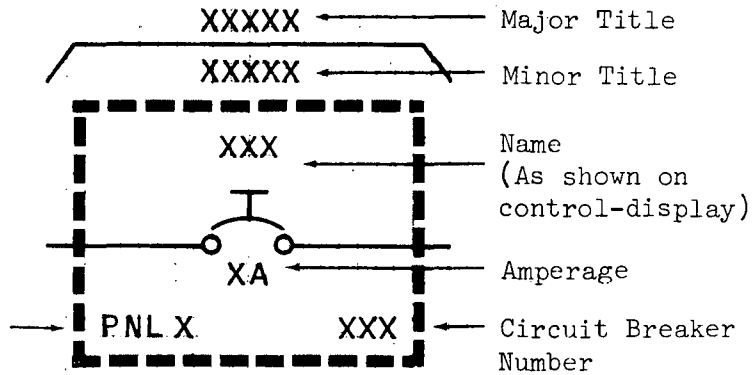 XXXXX Major Title
XXXXX Minor Title
XXX Name
(As shown on
control-display)
XA Amperage
PNL X XXX Circuit Breaker
Number